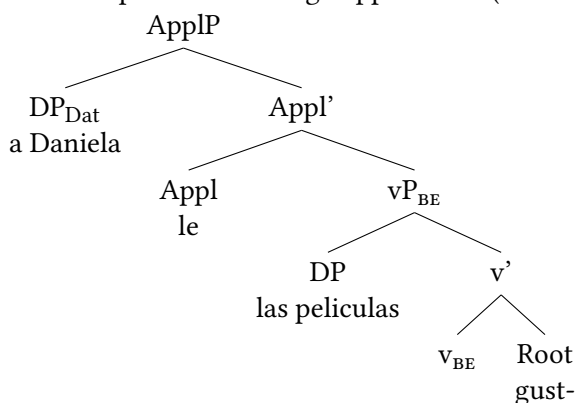 ApplP
DP_Dat Appl’
a Daniela
Appl vP_BE
le
DP v’
las peliculas
v_BE Root
gust-